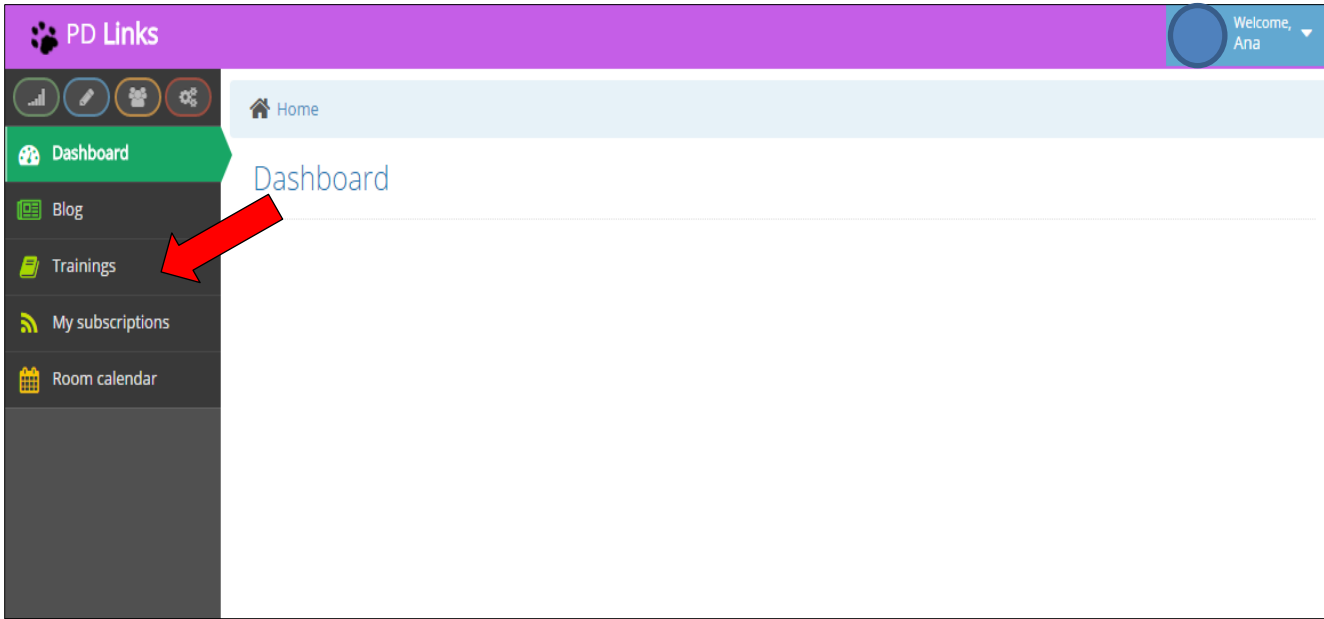 PD Links
Welcome,
Ana
Home
Dashboard
Dashboard
Blog
Trainings
My subscriptions
Room calendar